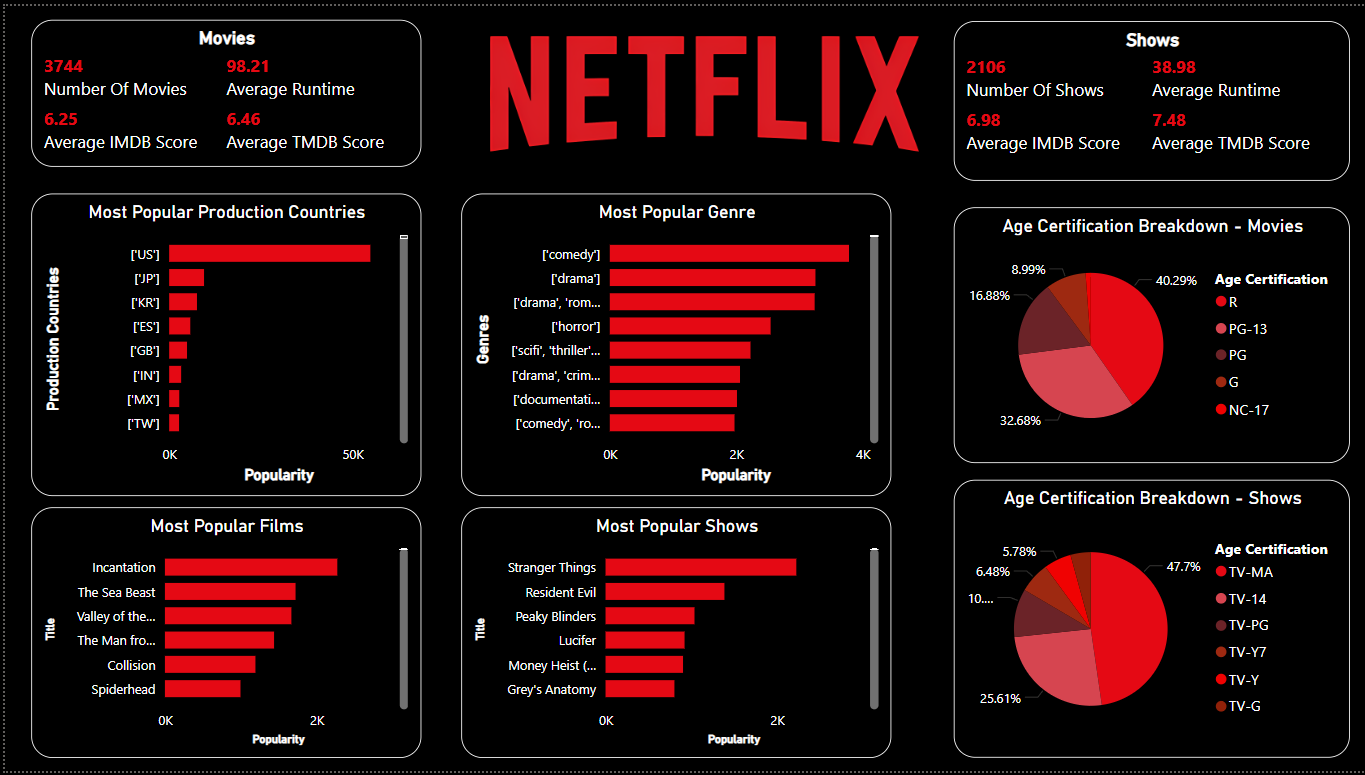 Movies
3744
98.21
Number Of Movies
Average Runtime
6.25
6.46
Average IMDB Score
Average TMDB Score
NETFLIX
Shows
2106
38.98
Number Of Shows
Average Runtime
6.98
7.48
Average IMDB Score
Average TMDB Score
Most Popular Production Countries
Production Countries
['US']
['JP']
['KR']
['ES']
['GB']
['IN']
['MX']
['TW']
0K
50K
Popularity
Most Popular Genre
Genres
['comedy']
['drama']
['drama', 'rom...
['horror']
['scifi', 'thriller'...
['drama', 'crim...
['documentati...
['comedy', 'ro...
0K
2K
4K
Popularity
Age Certification Breakdown - Movies
8.99%
16.88%
40.29%
32.68%
Age Certification
R
PG-13
PG
G
NC-17
Most Popular Films
Title
Incantation
The Sea Beast
Valley of the...
The Man fro...
Collision
Spiderhead
0K
2K
Popularity
Most Popular Shows
Title
Stranger Things
Resident Evil
Peaky Blinders
Lucifer
Money Heist (...
Grey's Anatomy
0K
2K
Popularity
Age Certification Breakdown - Shows
5.78%
6.48%
10....
47.7%
25.61%
Age Certification
TV-MA
TV-14
TV-PG
TV-Y7
TV-Y
TV-G